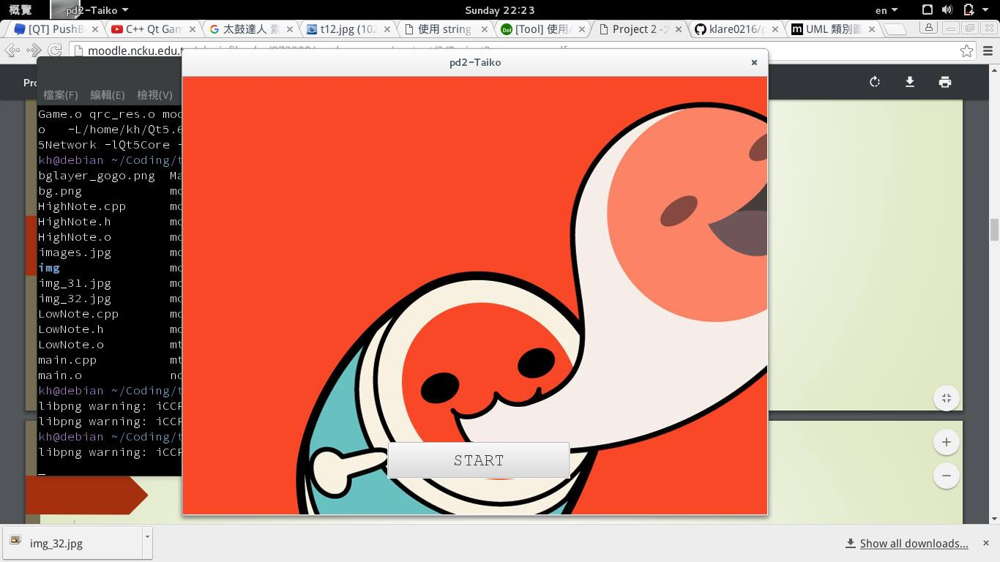 概覽 pd2-Taiko Sunday 22:23 en
[QT] PushB C++ Qt Gam 太鼓達人 素 t12.jpg (102 使用 string [Tool] 使用 Project 2 - klare0216/p UML 類別圖
moodle.ncku.edu.t
pd2-Taiko
Pro
檔案(F) 編輯(E) 檢視(V)
Game.o qrc_res.o moc
o -L/home/kh/Qt5.6
5Network -lQt5Core -
kh@debian ~/Coding/t
bglayer_gogo.png Ma
bg.png mo
HighNote.cpp mo
HighNote.h mo
HighNote.o mo
images.jpg mo
img mo
img_31.jpg mo
img_32.jpg mo
LowNote.cpp mo
LowNote.h mo
LowNote.o mt
main.cpp mt
main.o no
kh@debian ~/Coding/t
libpng warning: iCCP
libpng warning: iCCP
kh@debian ~/Coding/t
libpng warning: iCCP
START
img_32.jpg
Show all downloads...